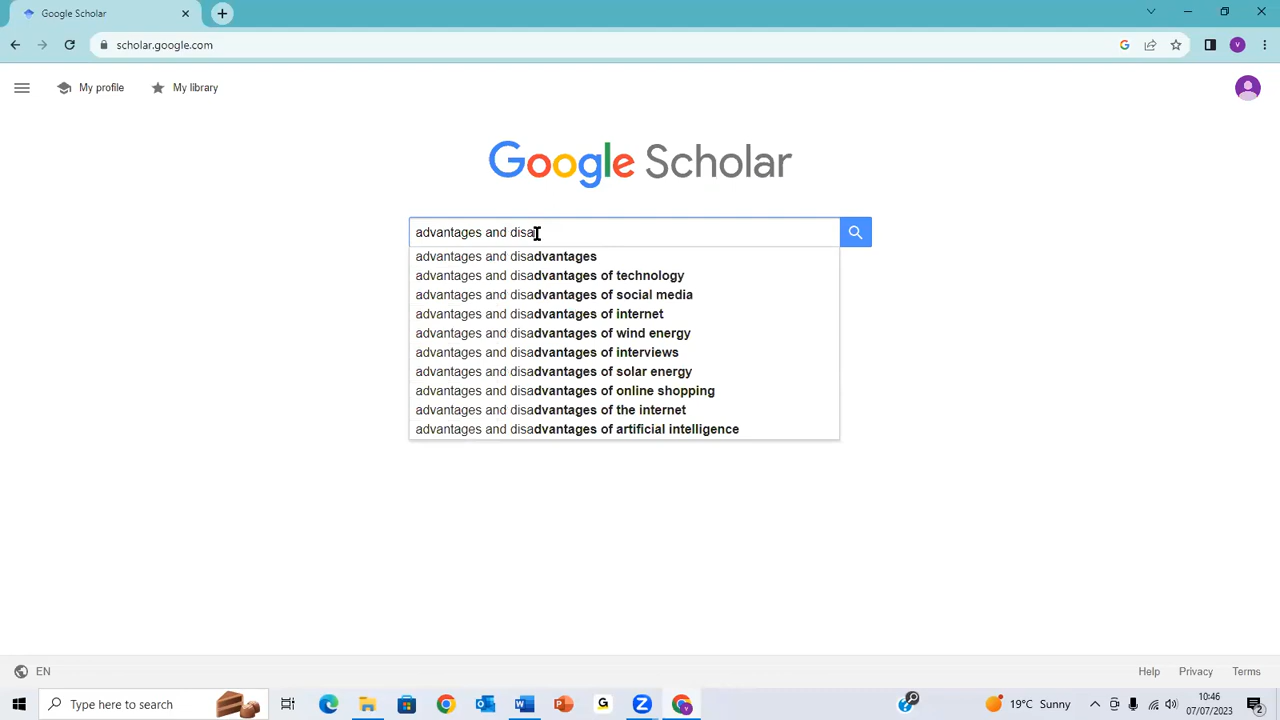 Google Scholar
scholar.google.com
V
My profile
My library
Google Scholar
advantages and disa
advantages and disadvantages
advantages and disadvantages of technology
advantages and disadvantages of social media
advantages and disadvantages of internet
advantages and disadvantages of wind energy
advantages and disadvantages of interviews
advantages and disadvantages of solar energy
advantages and disadvantages of online shopping
advantages and disadvantages of the internet
advantages and disadvantages of artificial intelligence
EN
Help Privacy Terms
Type here to search
19°C Sunny
10:46
07/07/2023
2